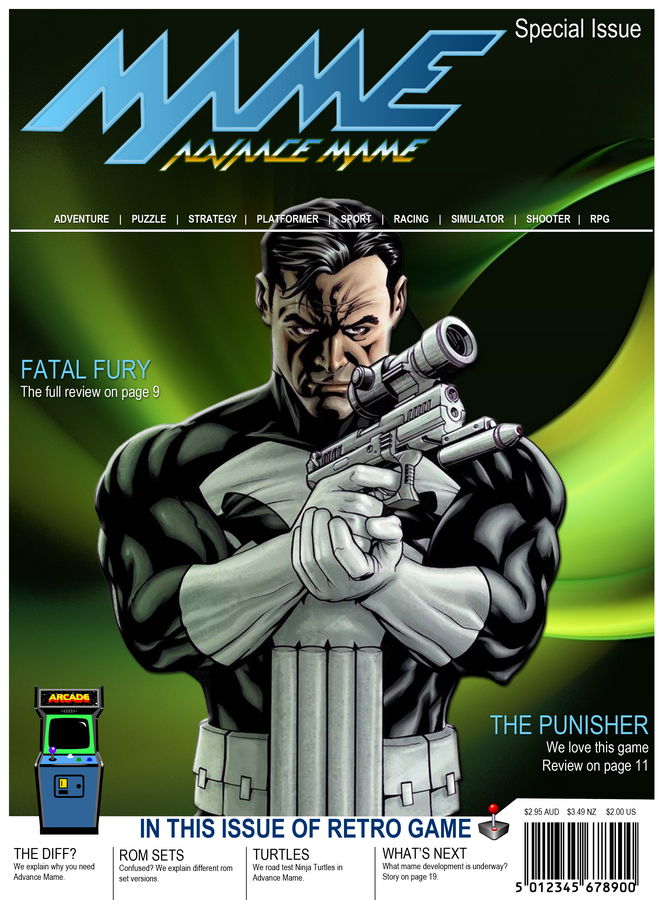 Special Issue
MAME
ADVANCE MAME
ADVENTURE | PUZZLE | STRATEGY | PLATFORMER | SPORT | RACING | SIMULATOR | SHOOTER | RPG
FATAL FURY
The full review on page 9
ARCADE
THE PUNISHER
We love this game
Review on page 11
IN THIS ISSUE OF RETRO GAME
$2.95 AUD $3.49 NZ $2.00 US
THE DIFF?
We explain why you need
Advance Mame.
ROM SETS
Confused? We explain different rom
set versions.
TURTLES
We road test Ninja Turtles in
Advance Mame.
WHAT'S NEXT
What mame development is underway?
Story on page 19.
5 012345 678900